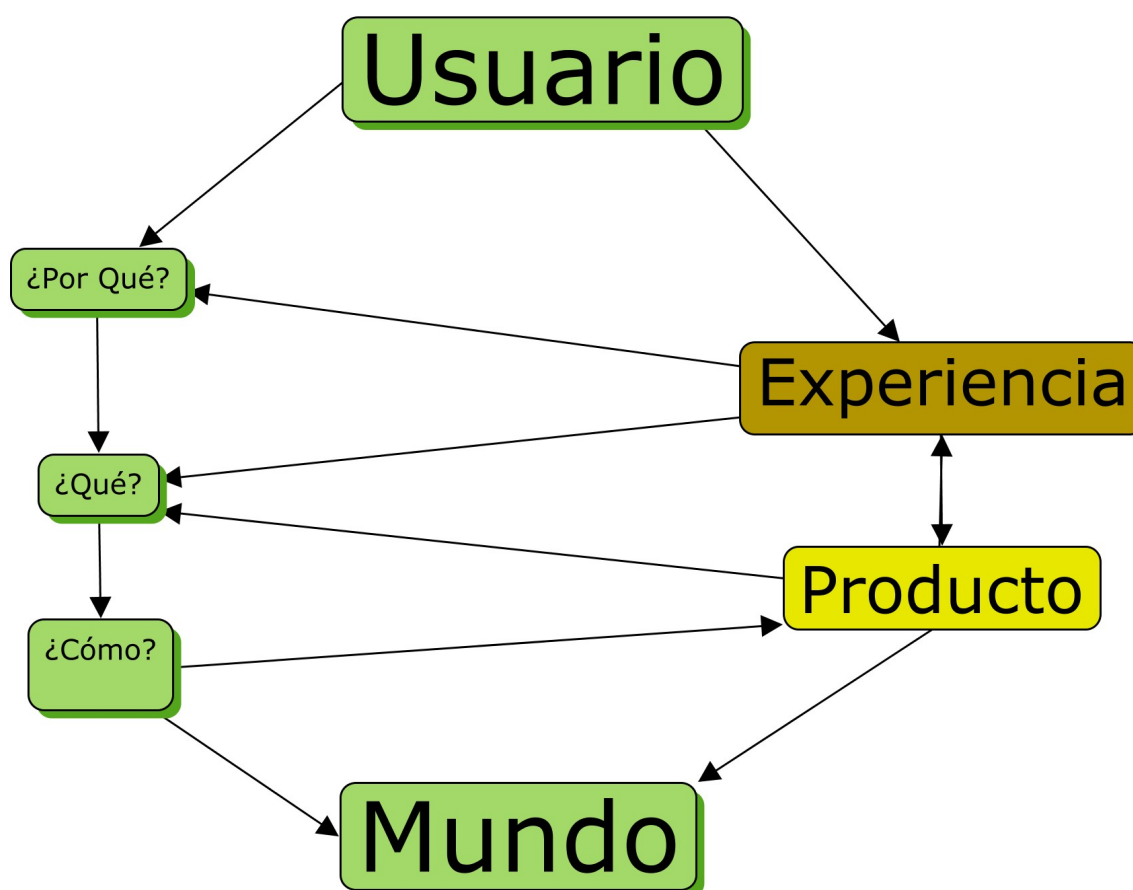 Usuario
¿Por Qué?
Experiencia
¿Qué?
Producto
¿Cómo?
Mundo